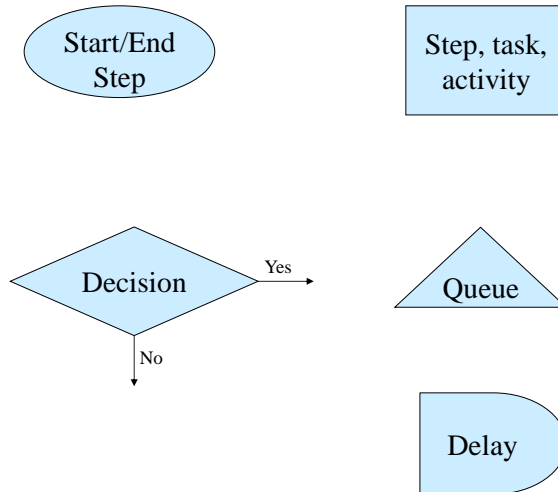 Start/End
Step
Step, task,
activity
Decision
Yes
No
Queue
Delay